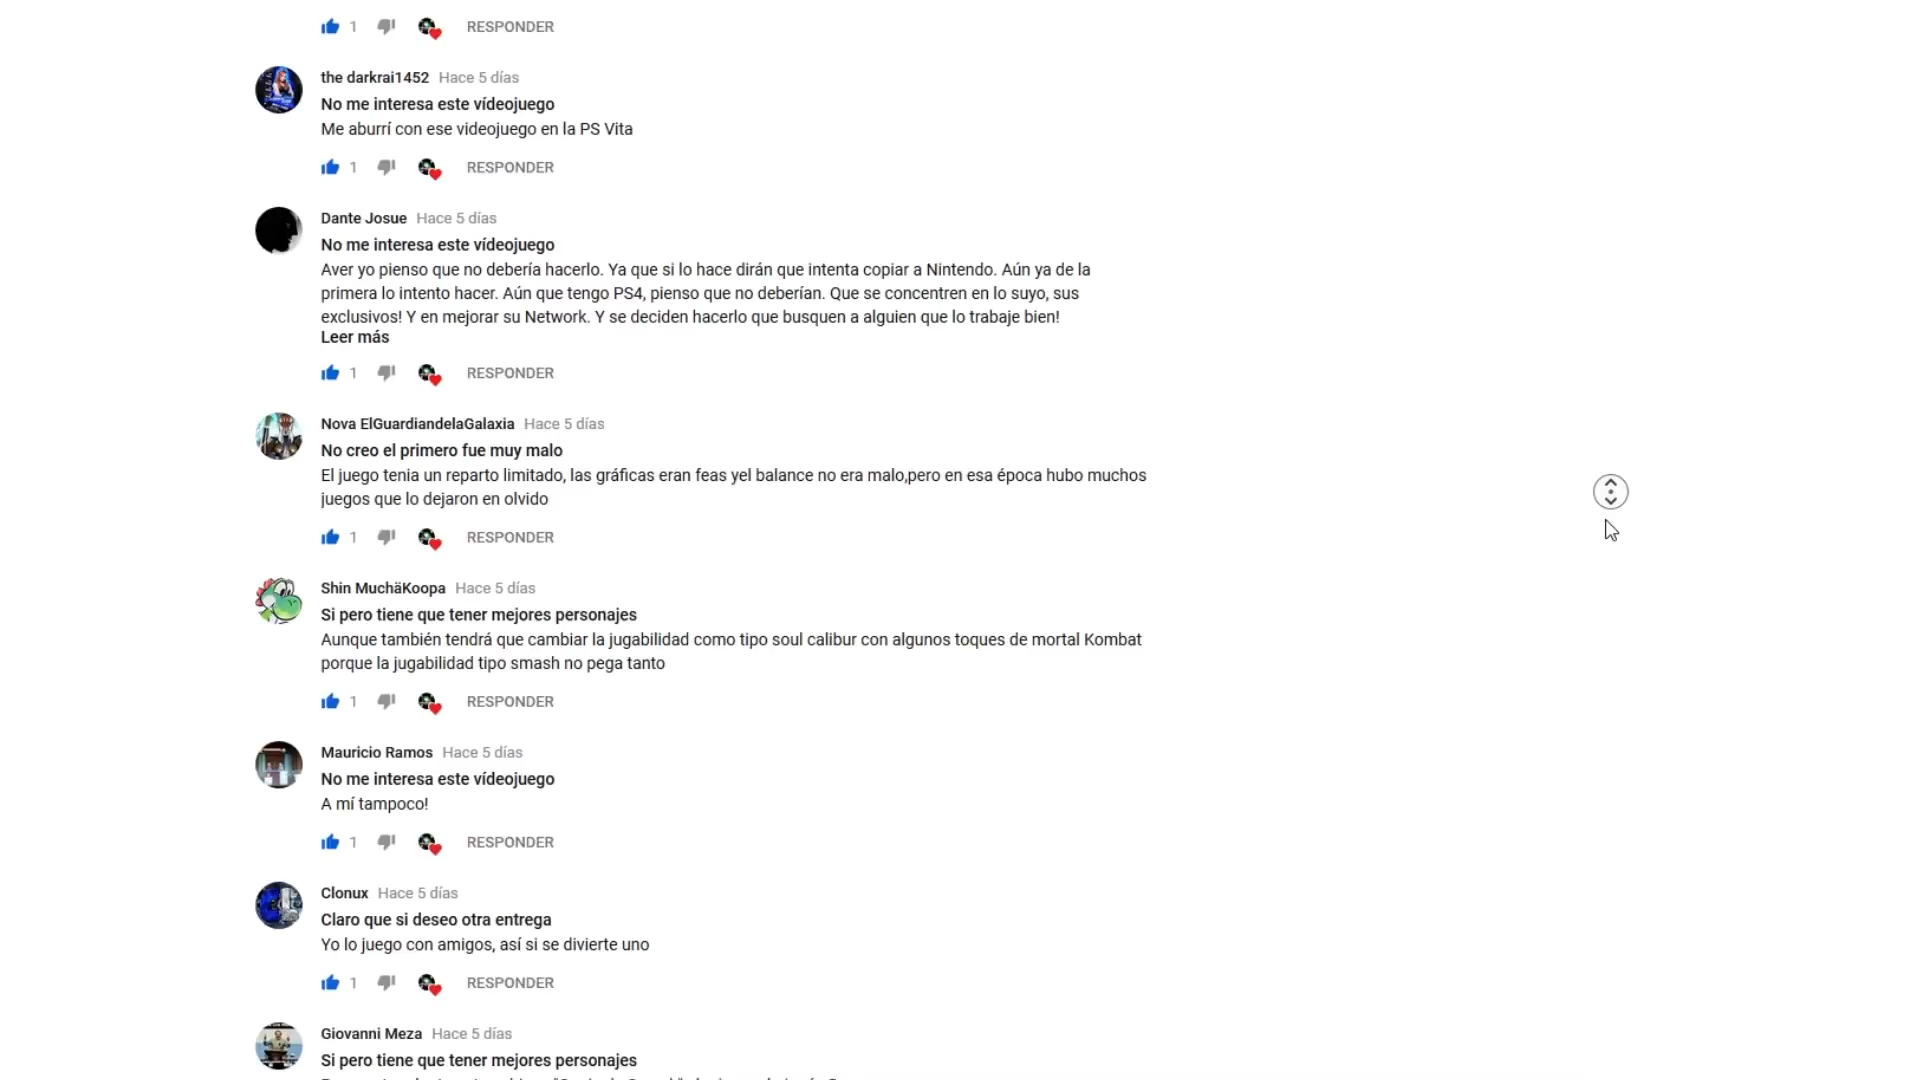 1 RESPONDER
the darkrai1452 Hace 5 días
No me interesa este vídeojuego
Me aburrí con ese videojuego en la PS Vita
1 RESPONDER
Dante Josue Hace 5 días
No me interesa este vídeojuego
Aver yo pienso que no debería hacerlo. Ya que si lo hace dirán que intenta copiar a Nintendo. Aún ya de la
primera lo intento hacer. Aún que tengo PS4, pienso que no deberían. Que se concentren en lo suyo, sus
exclusivos! Y en mejorar su Network. Y se deciden hacerlo que busquen a alguien que lo trabaje bien!
Leer más
1 RESPONDER
Nova ElGuardiandelaGalaxia Hace 5 días
No creo el primero fue muy malo
El juego tenia un reparto limitado, las gráficas eran feas yel balance no era malo,pero en esa época hubo muchos
juegos que lo dejaron en olvido
1 RESPONDER
Shin MuchäKoopa Hace 5 días
Si pero tiene que tener mejores personajes
Aunque también tendrá que cambiar la jugabilidad como tipo soul calibur con algunos toques de mortal Kombat
porque la jugabilidad tipo smash no pega tanto
1 RESPONDER
Mauricio Ramos Hace 5 días
No me interesa este vídeojuego
A mí tampoco!
1 RESPONDER
Clonux Hace 5 días
Claro que si deseo otra entrega
Yo lo juego con amigos, así si se divierte uno
1 RESPONDER
Giovanni Meza Hace 5 días
Si pero tiene que tener mejores personajes